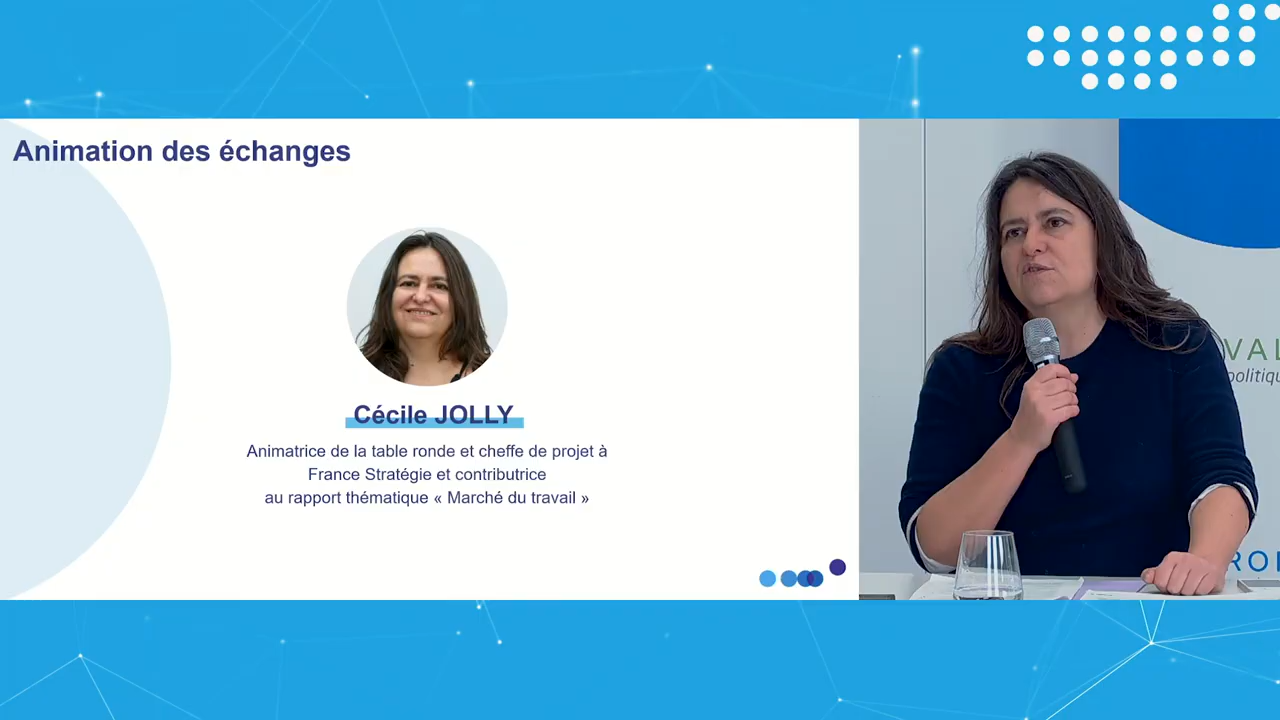 Animation des échanges
Cécile JOLLY
Animatrice de la table ronde et cheffe de projet à
France Stratégie et contributrice
au rapport thématique « Marché du travail »